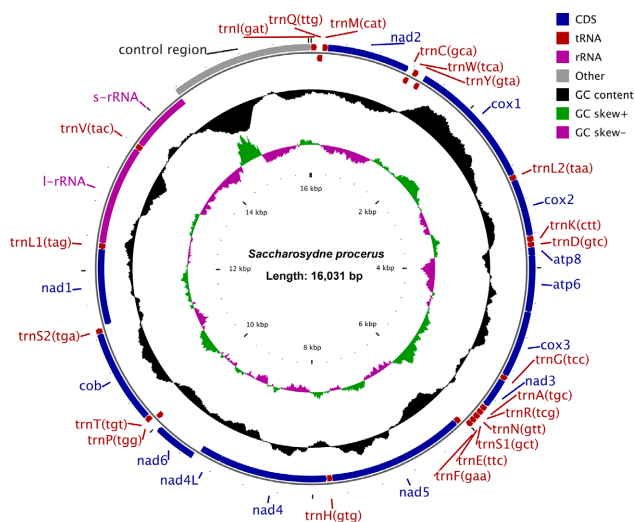 trnQ(ttg)
trnM(cat)
trnI(gat)
nad2
control region
trnC(gca)
trnW(tca)
trnY(gta)
cox1
trnL2(taa)
cox2
trnK(ctt)
trnD(gtc)
atp8
atp6
cox3
trnG(tcc)
nad3
trnA(tgc)
trnR(tcg)
trnN(gtt)
trnS1(gct)
trnE(ttc)
trnF(gaa)
nad5
trnH(gtg)
nad4
nad4L
nad6
trnP(tgg)
trnT(tgt)
cob
trnS2(tga)
nad1
trnL1(tag)
l-rRNA
trnV(tac)
s-rRNA
16 kbp
2 kbp
4 kbp
6 kbp
8 kbp
10 kbp
12 kbp
14 kbp
Saccharosydne procerus
Length: 16,031 bp
CDS
tRNA
rRNA
Other
GC content
GC skew+
GC skew-